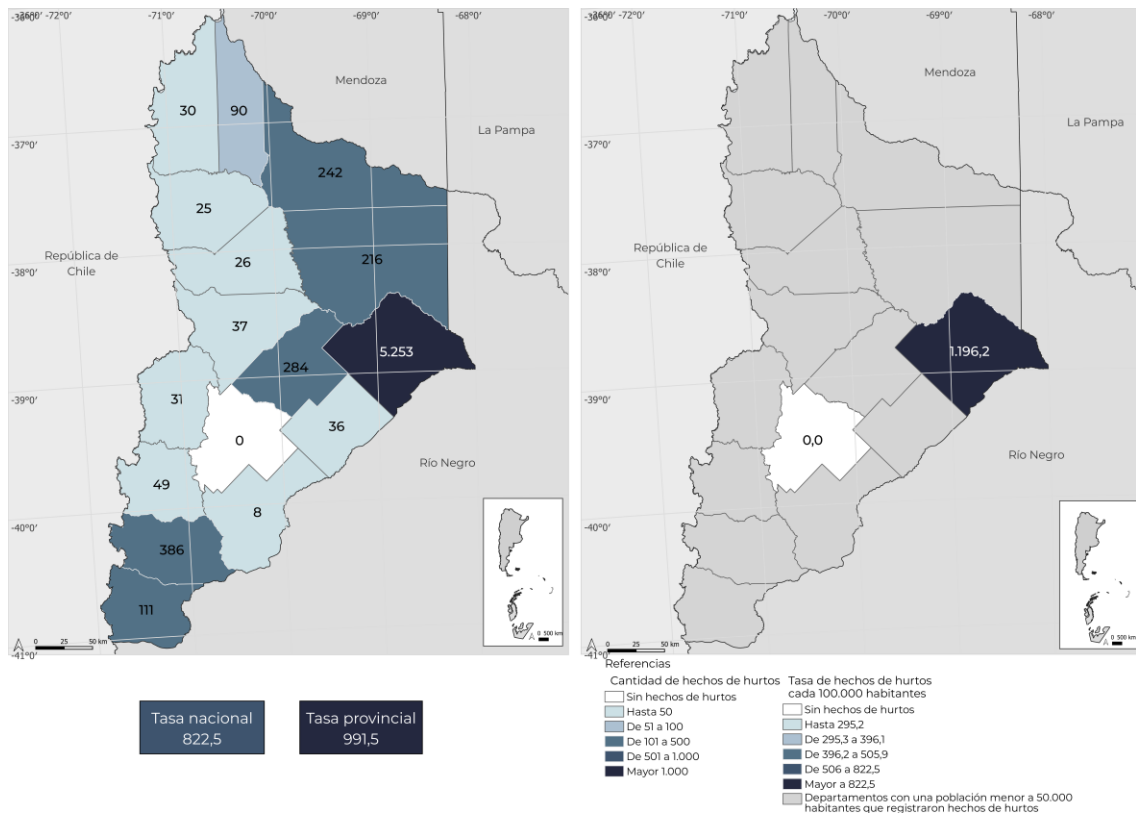 -36°0' -71°0' -70°0' -69°0' -68°0'
Mendoza
La Pampa
30
90
-37°0'
242
25
República de
Chile
26
216
-38°0'
37
5.253
284
31
-39°0'
0
36
Río Negro
49
8
-40°0'
386
111
A
0 25 50 km
-41°0'
A 0 500 km
-36°0' -71°0' -70°0' -69°0' -68°0'
Mendoza
La Pampa
-37°0'
República de
Chile
-38°0'
1.196,2
-39°0'
0,0
Río Negro
-40°0'
A
0 25 50 km
-41°0'
A 0 500 km
Tasa nacional
822,5
Tasa provincial
991,5
Referencias
Cantidad de hechos de hurtos
Sin hechos de hurtos
Hasta 50
De 51 a 100
De 101 a 500
De 501 a 1.000
Mayor 1.000
Tasa de hechos de hurtos
cada 100.000 habitantes
Sin hechos de hurtos
Hasta 295,2
De 295,3 a 396,1
De 396,2 a 505,9
De 506 a 822,5
Mayor a 822,5
Departamentos con una población menor a 50.000
habitantes que registraron hechos de hurtos